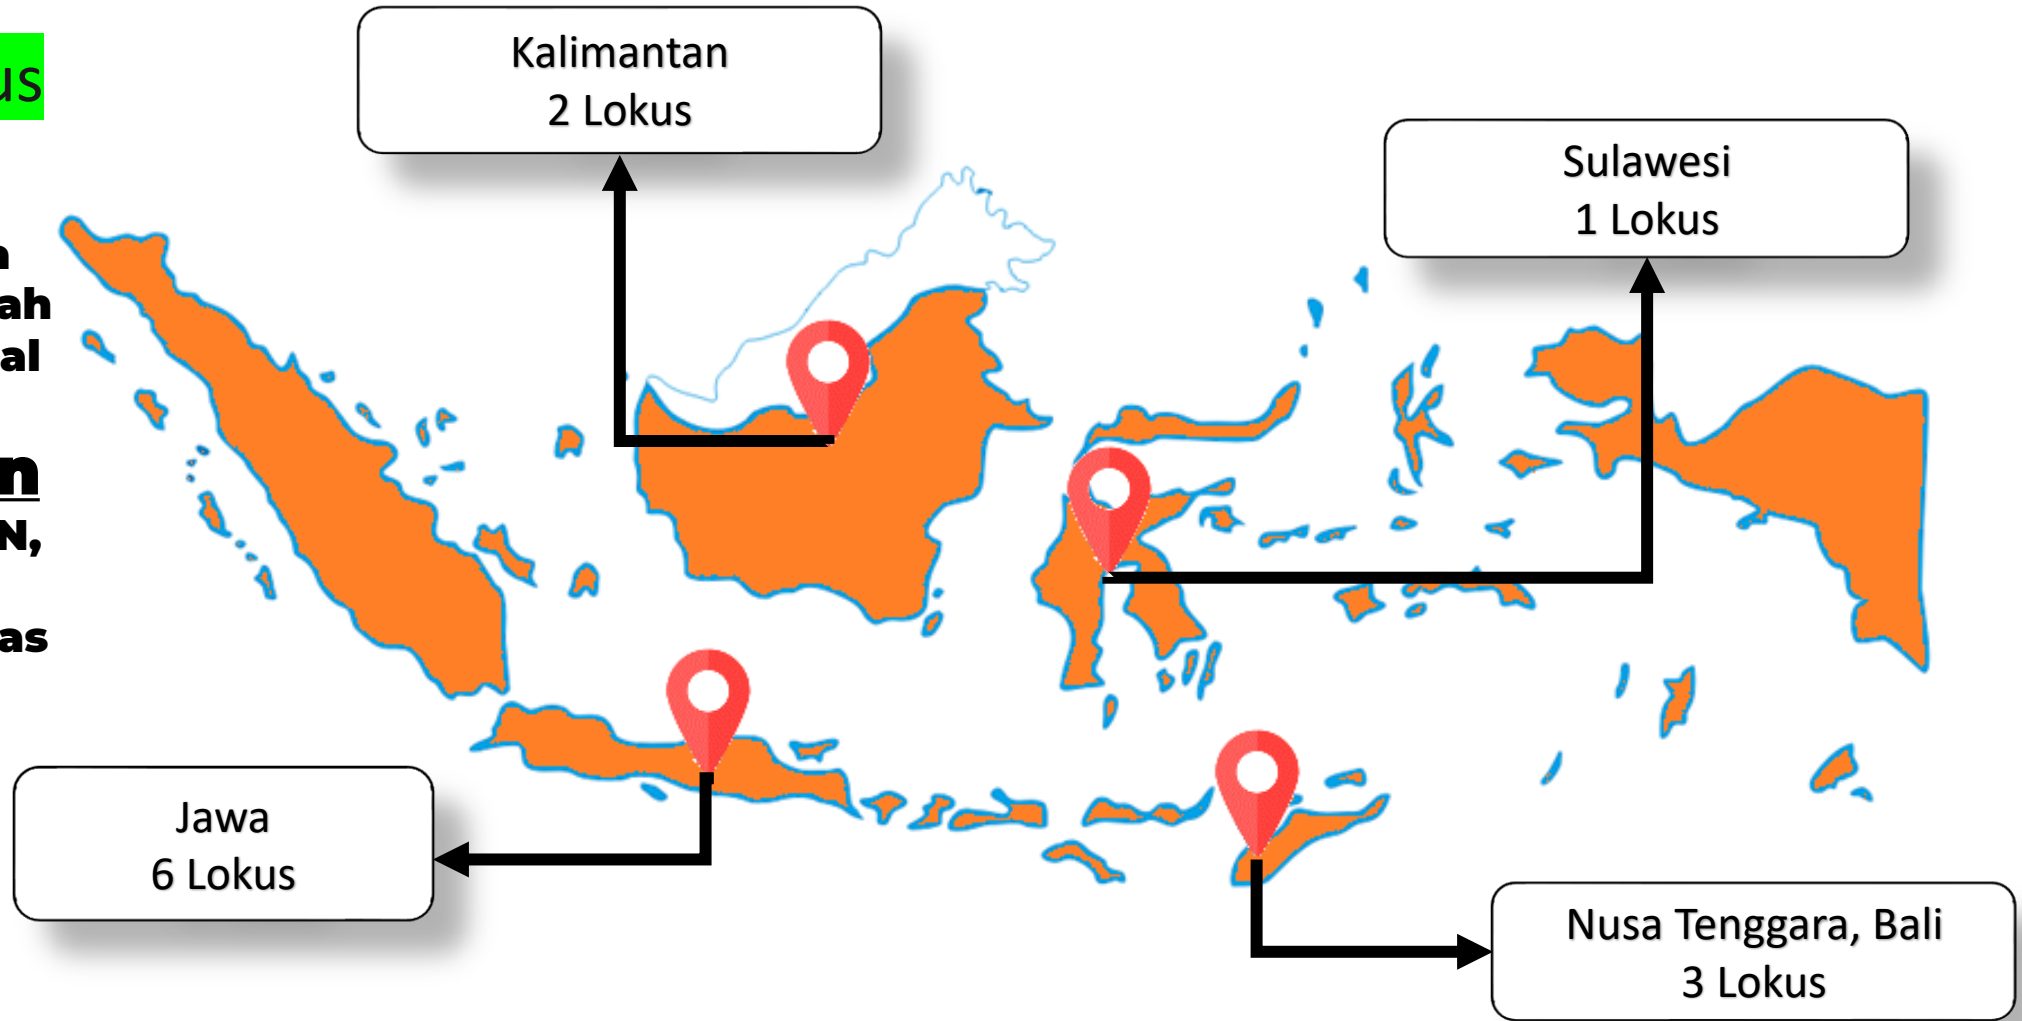 Kalimantan
2 Lokus
Sulawesi
1 Lokus
Jawa
6 Lokus
Nusa Tenggara, Bali
3 Lokus